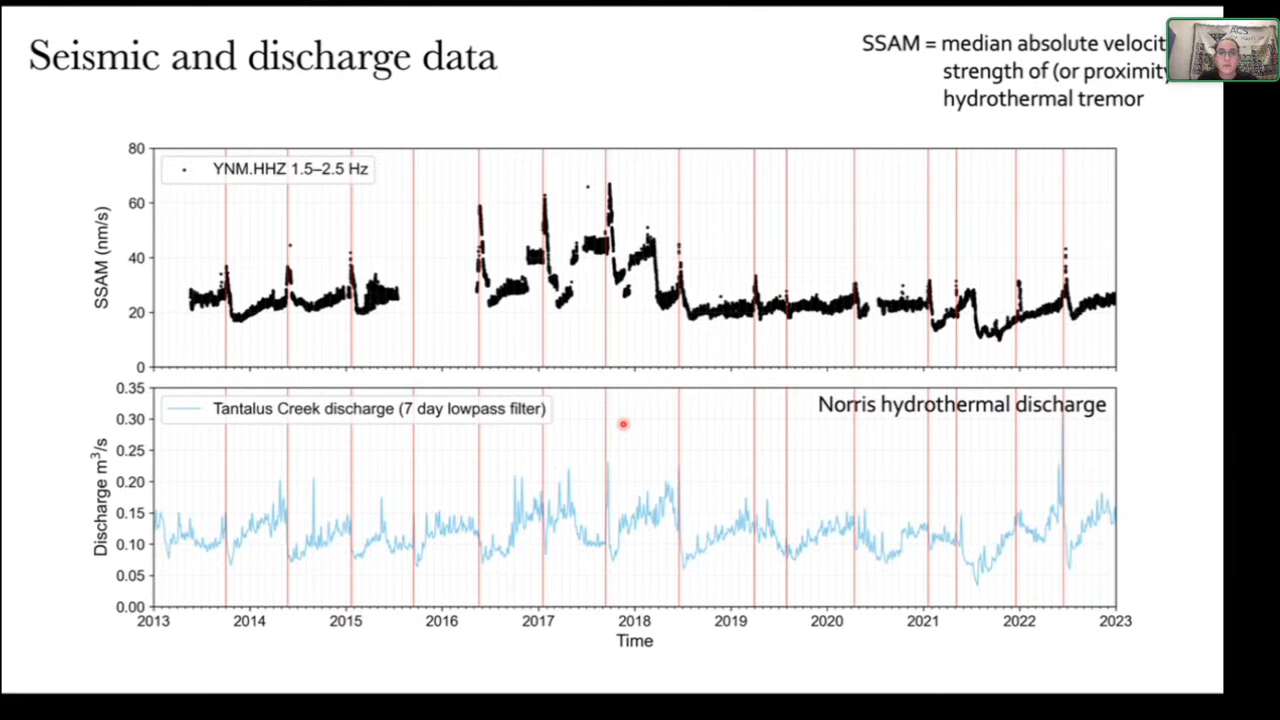 Seismic and discharge data
SSAM = median absolute
strength of (or
hydrothermal tremor
ACS
80
60
40
20
0
SSAM (nm/s)
YNM.HHZ 1.5–2.5 Hz
0.35
0.30
0.25
0.20
0.15
0.10
0.05
0.00
Discharge m³/s
Tantalus Creek discharge (7 day lowpass filter)
Norris hydrothermal discharge
2013 2014 2015 2016 2017 2018 2019 2020 2021 2022 2023
Time